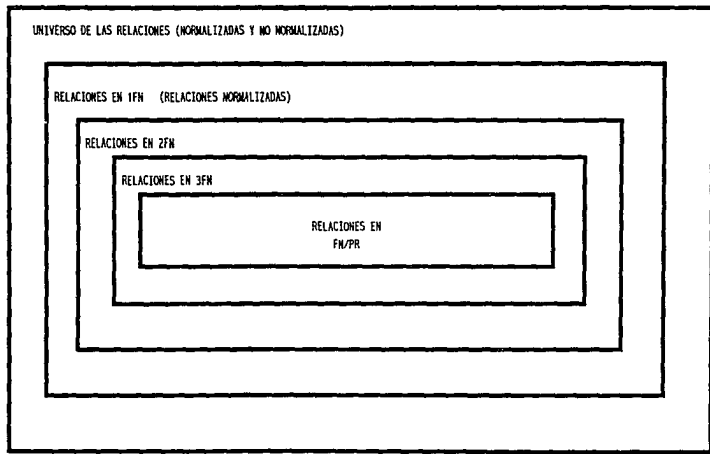 UNIVERSO DE LAS RELACIONES (NORMALIZADAS Y NO NORMALIZADAS)
RELACIONES EN 1FN (RELACIONES NORMALIZADAS)
RELACIONES EN 2FN
RELACIONES EN 3FN
RELACIONES EN
FN/PR